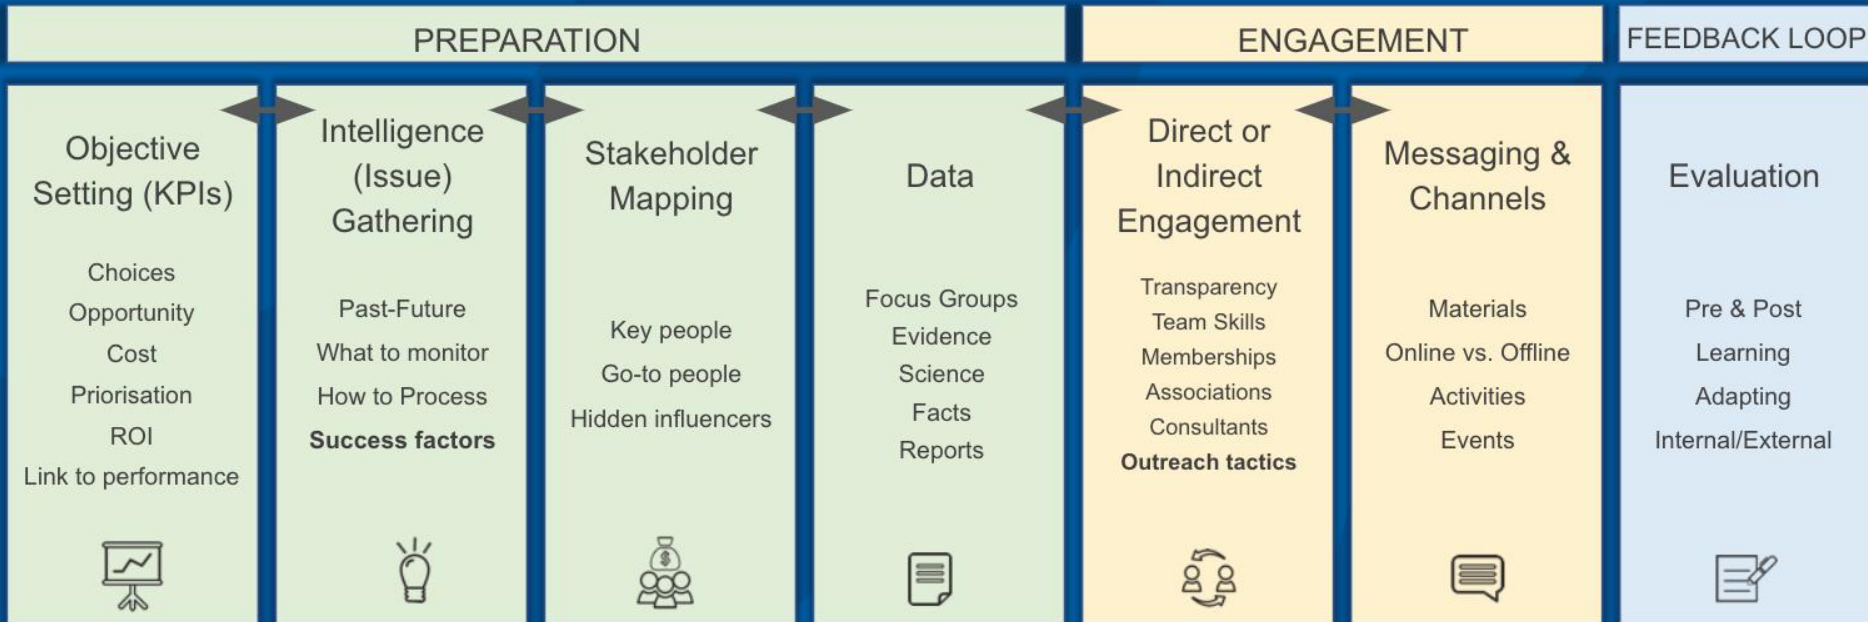 PREPARATION
ENGAGEMENT
FEEDBACK LOOP
Objective
Setting (KPIs)
Choices
Opportunity
Cost
Priorisation
ROI
Link to performance
Intelligence
(Issue)
Gathering
Past-Future
What to monitor
How to Process
Success factors
Stakeholder
Mapping
Key people
Go-to people
Hidden influencers
$
Data
Focus Groups
Evidence
Science
Facts
Reports
Direct or
Indirect
Engagement
Transparency
Team Skills
Memberships
Associations
Consultants
Outreach tactics
Messaging &
Channels
Materials
Online vs. Offline
Activities
Events
Evaluation
Pre & Post
Learning
Adapting
Internal/External